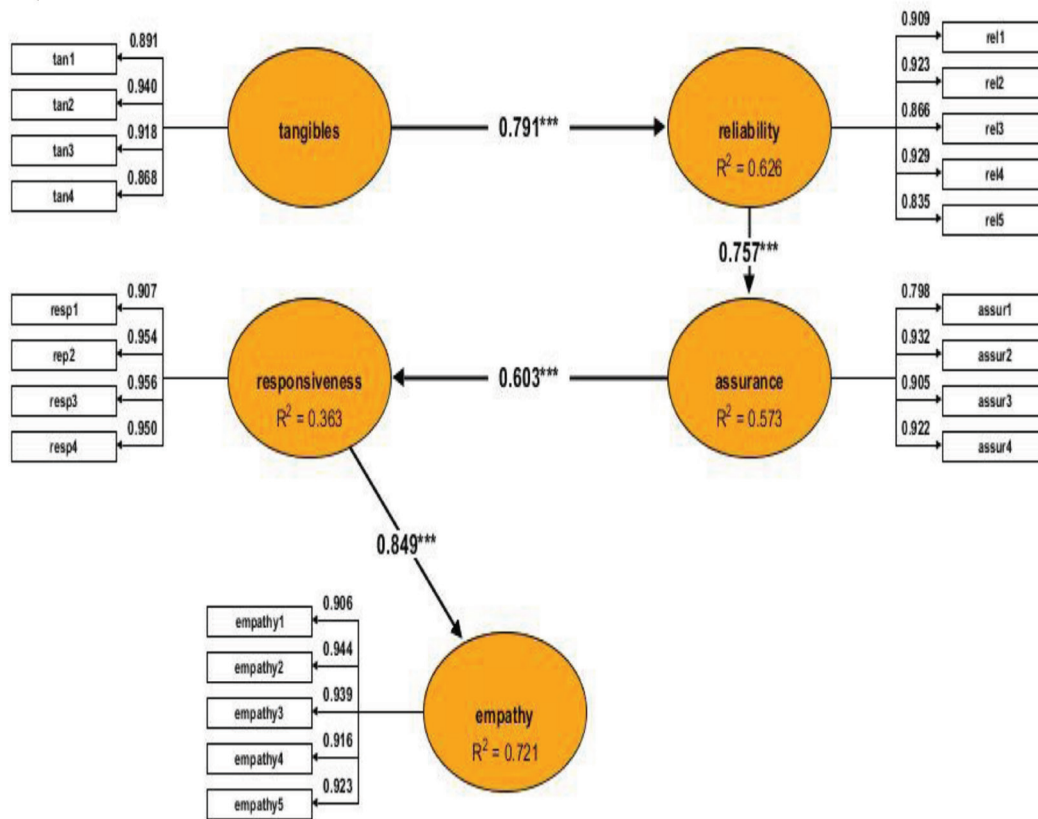 0.891
tan1
0.940
tan2
0.918
tan3
0.868
tan4
tangibles
0.791***
reliability
R² = 0.626
0.909
rel1
0.923
rel2
0.866
rel3
0.929
rel4
0.835
rel5
0.757***
0.907
resp1
0.954
rep2
0.956
resp3
0.950
resp4
responsiveness
R² = 0.363
0.603***
assurance
R² = 0.573
0.798
assur1
0.932
assur2
0.905
assur3
0.922
assur4
0.849***
0.906
empathy1
0.944
empathy2
0.939
empathy3
0.916
empathy4
0.923
empathy5
empathy
R² = 0.721